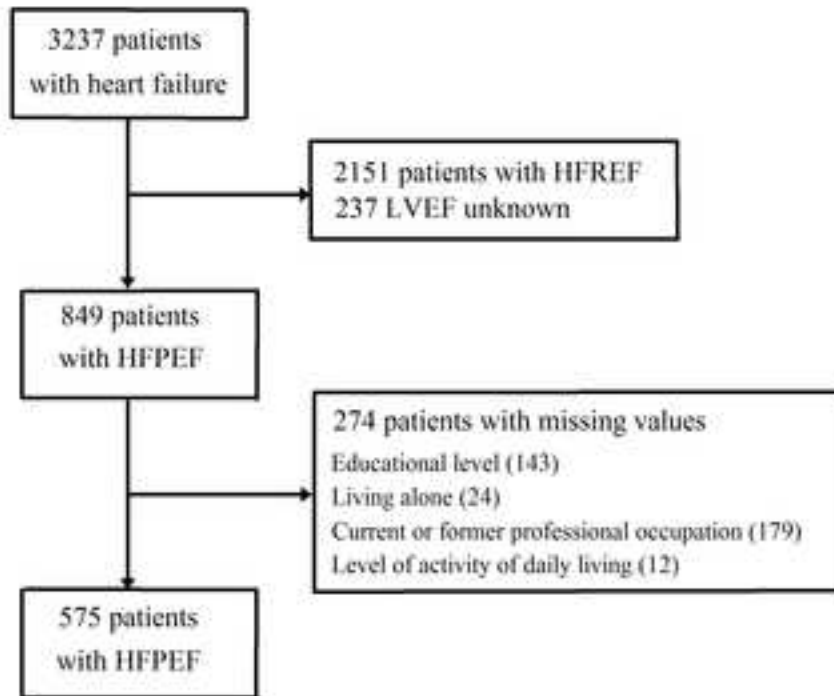 3237 patients
with heart failure
2151 patients with HFREF
237 LVEF unknown
849 patients
with HFPEF
274 patients with missing values
Educational level (143)
Living alone (24)
Current or former professional occupation (179)
Level of activity of daily living (12)
575 patients
with HFPEF